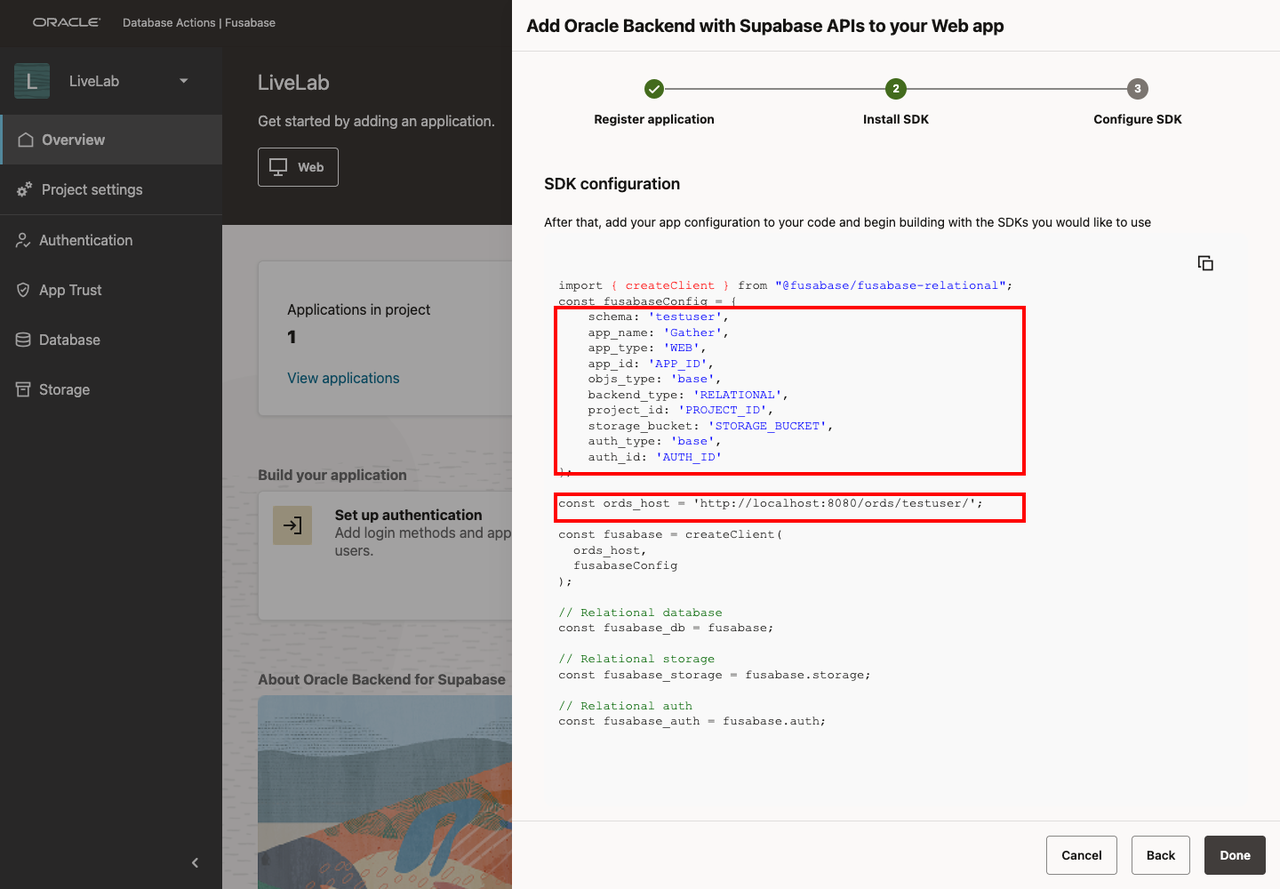 ORACLE
Database Actions | Fusabase
L
LiveLab
Overview
Project settings
Authentication
App Trust
Database
Storage
LiveLab
Get started by adding an application.
Web
Applications in project
1
View applications
Build your application
Set up authentication
Add login methods and app
users.
About Oracle Backend for Supabase
Add Oracle Backend with Supabase APIs to your Web app
2
3
Register application
Install SDK
Configure SDK
SDK configuration
After that, add your app configuration to your code and begin building with the SDKs you would like to use
import { createClient } from "@fusabase/fusabase-relational";
const fusabaseConfig = {
schema: 'testuser',
app_name: 'Gather',
app_type: 'WEB',
app_id: 'APP_ID',
objs_type: 'base',
backend_type: 'RELATIONAL',
project_id: 'PROJECT_ID',
storage_bucket: 'STORAGE_BUCKET',
auth_type: 'base',
auth_id: 'AUTH_ID'
};
const ords_host = 'http://localhost:8080/ords/testuser/';
const fusabase = createClient(
ords_host,
fusabaseConfig
);
// Relational database
const fusabase_db = fusabase;
// Relational storage
const fusabase_storage = fusabase.storage;
// Relational auth
const fusabase_auth = fusabase.auth;
Cancel
Back
Done